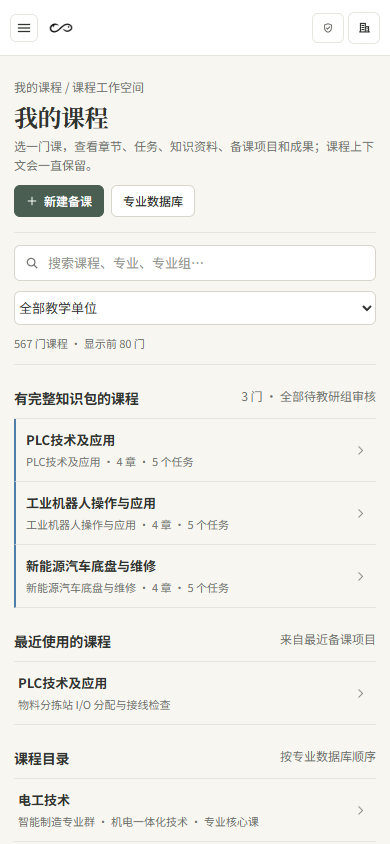 我的课程 / 课程工作空间
我的课程
选一门课，查看章节、任务、知识资料、备课项目和成果；课程上下
文会一直保留。
新建备课
专业数据库
搜索课程、专业、专业组…
全部教学单位
567 门课程 · 显示前 80 门
有完整知识包的课程
3 门 · 全部待教研组审核
PLC技术及应用
PLC技术及应用 · 4 章 · 5 个任务
工业机器人操作与应用
工业机器人操作与应用 · 4 章 · 5 个任务
新能源汽车底盘与维修
新能源汽车底盘与维修 · 4 章 · 5 个任务
最近使用的课程
来自最近备课项目
PLC技术及应用
物料分拣站 I/O 分配与接线检查
课程目录
按专业数据库顺序
电工技术
智能制造专业群 · 机电一体化技术 · 专业核心课